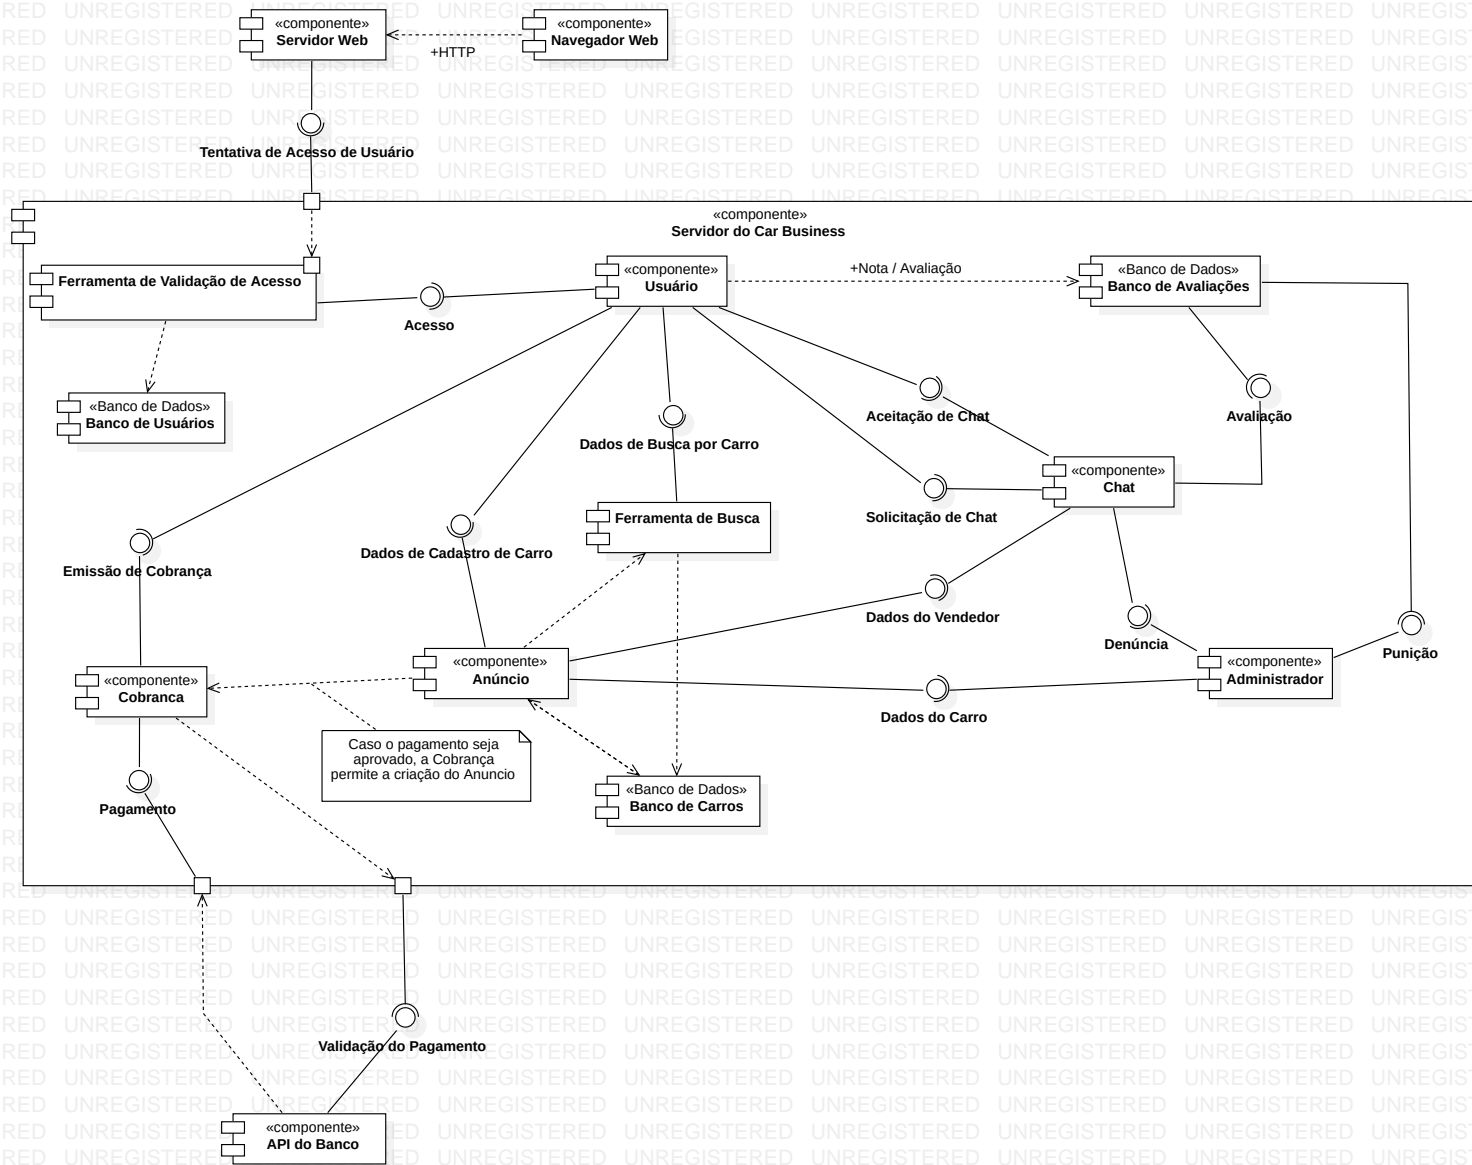 «componente»
Servidor Web
+HTTP
«componente»
Navegador Web
Tentativa de Acesso de Usuário
«componente»
Servidor do Car Business
Ferramenta de Validação de Acesso
Acesso
«componente»
Usuário
+Nota / Avaliação
«Banco de Dados»
Banco de Avaliações
«Banco de Dados»
Banco de Usuários
Aceitação de Chat
Avaliação
Dados de Busca por Carro
«componente»
Chat
Ferramenta de Busca
Solicitação de Chat
Dados de Cadastro de Carro
Emissão de Cobrança
Dados do Vendedor
Denúncia
Punição
«componente»
Cobranca
«componente»
Anúncio
«componente»
Administrador
Dados do Carro
Caso o pagamento seja
aprovado, a Cobrança
permite a criação do Anuncio
«Banco de Dados»
Banco de Carros
Pagamento
Validação do Pagamento
«componente»
API do Banco
UNREGISTERED